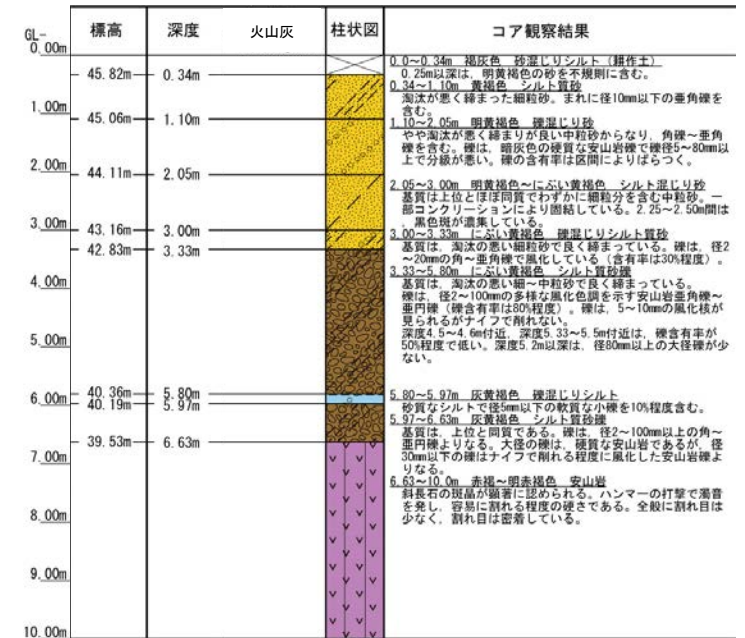 標高 深度 火山灰 柱状図 コア観察結果
GL-
0.00m
1.00m
2.00m
3.00m
4.00m
5.00m
6.00m
7.00m
8.00m
9.00m
10.00m
45.82m 0.34m
45.06m 1.10m
44.11m 2.05m
43.16m 3.00m
42.83m 3.33m
40.36m 5.80m
40.19m 5.97m
39.53m 6.63m
0.0～0.34m 褐灰色 砂混じりシルト（耕作土）
0.25m以深は、明黄褐色の砂を不規則に含む。
0.34～1.10m 黄褐色 シルト質砂
淘汰が悪く締まった細粒砂。まれに径10mm以下の亜角礫を
含む。
1.10～2.05m 明黄褐色 礫混じり砂
やや淘汰が悪く締まりが良い中粒砂からなり、角礫～亜角
礫を含む。礫は、暗灰色の硬質な安山岩礫で礫径5～80mm以
上で分級が悪い。礫の含有率は区間によりばらつく。
2.05～3.00m 明黄褐色～にぶい黄褐色 シルト混じり砂
基質は上位とほぼ同質でわずかに細粒分を含む中粒砂。一
部コンクリーションにより固結している。2.25～2.50m間は
、黒色斑が濃集している。
3.00～3.33m にぶい黄褐色 礫混じりシルト質砂
基質は、淘汰の悪い細粒砂で良く締まっている。礫は、径2
～20mmの角～亜角礫で風化している（含有率は30%程度）。
3.33～5.80m にぶい黄褐色 シルト質砂礫
基質は、淘汰の悪い細～中粒砂で良く締まっている。
礫は、径2～100mmの多様な風化色調を示す安山岩亜角礫～
亜円礫（礫含有率は80%程度）。礫は、5～10mmの風化核が
見られるがナイフで削れない。
深度4.5～4.6m付近、深度5.33～5.5m付近は、礫含有率が
50%程度で低い。深度5.2m以深は、径80mm以上の大径礫が少
ない。
5.80～5.97m 灰黄褐色 礫混じりシルト
砂質なシルトで径5mm以下の軟質な小礫を10%程度含む。
5.97～6.63m 灰黄褐色 シルト質砂礫
基質は、上位と同質である。礫は、径2～100mm以上の角～
亜円礫よりなる。大径の礫は、硬質な安山岩であるが、径
30mm以下の礫はナイフで削れる程度に風化した安山岩礫よ
りなる。
6.63～10.0m 赤褐～明赤褐色 安山岩
斜長石の斑晶が顕著に認められる。ハンマーの打撃で濁音
を発し、容易に割れる程度の硬さである。全般に割れ目は
少なく、割れ目は密着している。